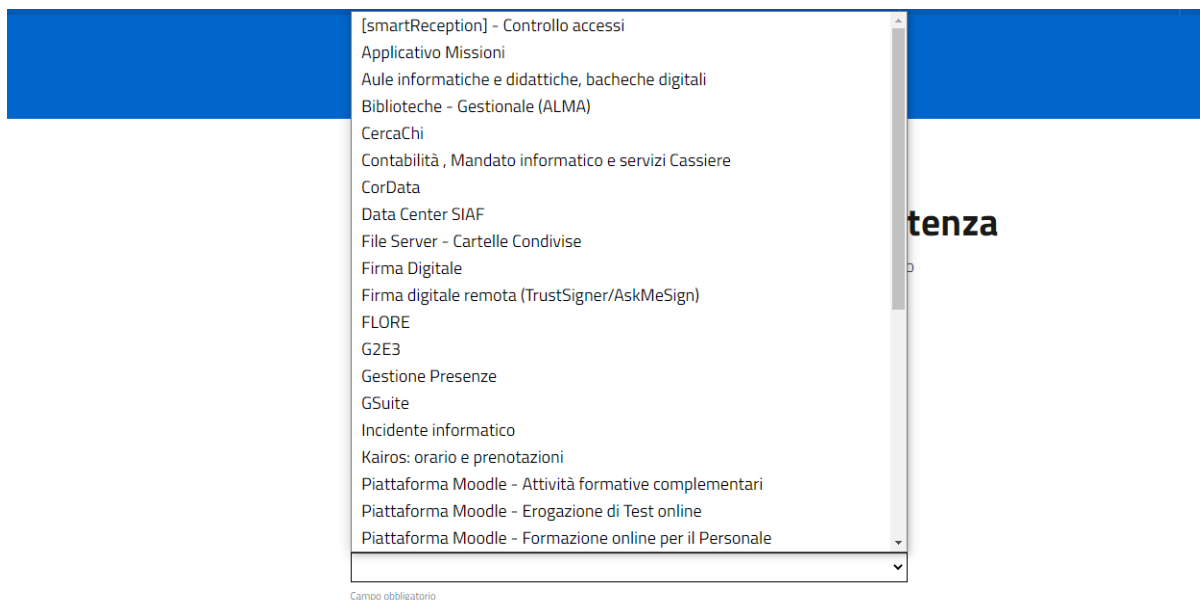 [smartReception] - Controllo accessi
Applicativo Missioni
Aule informatiche e didattiche, bacheche digitali
Biblioteche - Gestionale (ALMA)
CercaChi
Contabilità , Mandato informatico e servizi Cassiere
CorData
Data Center SIAF
tenza
File Server - Cartelle Condivise
Firma Digitale
Firma digitale remota (TrustSigner/AskMeSign)
FLORE
G2E3
Gestione Presenze
GSuite
Incidente informatico
Kairos: orario e prenotazioni
Piattaforma Moodle - Attività formative complementari
Piattaforma Moodle - Erogazione di Test online
Piattaforma Moodle - Formazione online per il Personale
Campo obbligatorio